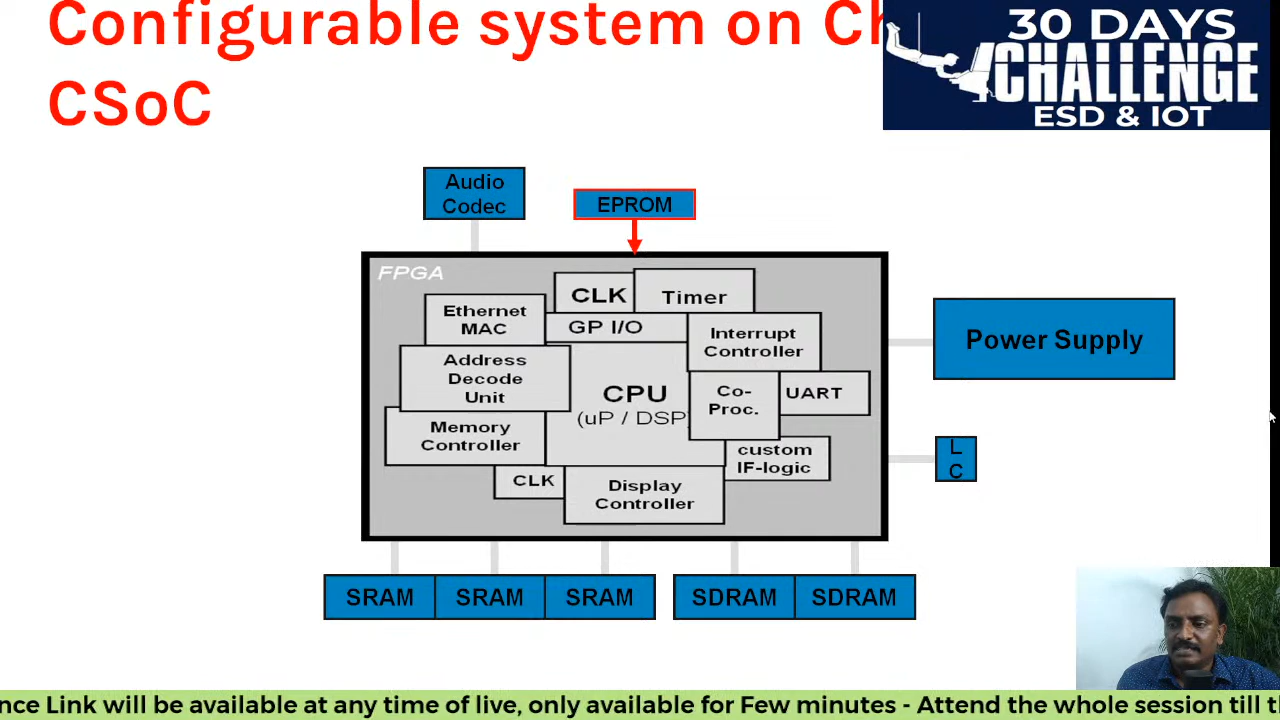 Configurable system on
CSoC
30 DAYS
CHALLENGE
ESD & IOT
Audio
Codec
EPROM
FPGA
CLK
Timer
Ethernet
MAC
GP I/O
Interrupt
Controller
Address
Decode
Unit
CPU
(uP / DSP
Co-
Proc.
UART
Power Supply
Memory
Controller
custom
IF-logic
L
C
CLK
Display
Controller
SRAM SRAM SRAM SDRAM SDRAM
Link will be available at any time of live, only available for Few minutes - Attend the whole session till